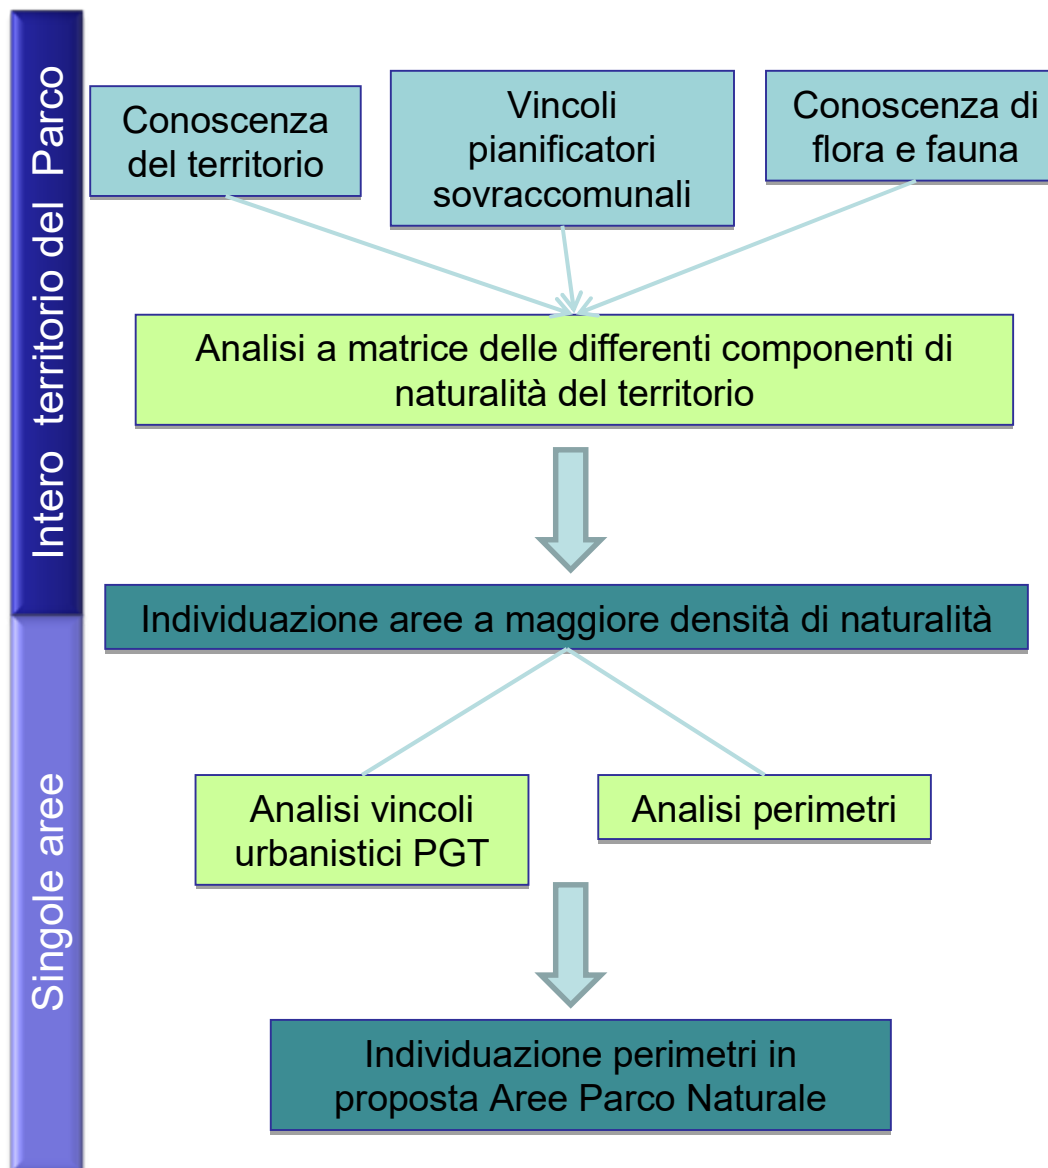 Intero territorio del Parco
Conoscenza
del territorio
Vincoli
pianificatori
sovraccomunali
Conoscenza di
flora e fauna
Analisi a matrice delle differenti componenti di
naturalità del territorio
Individuazione aree a maggiore densità di naturalità
Singole aree
Analisi vincoli
urbanistici PGT
Analisi perimetri
Individuazione perimetri in
proposta Aree Parco Naturale